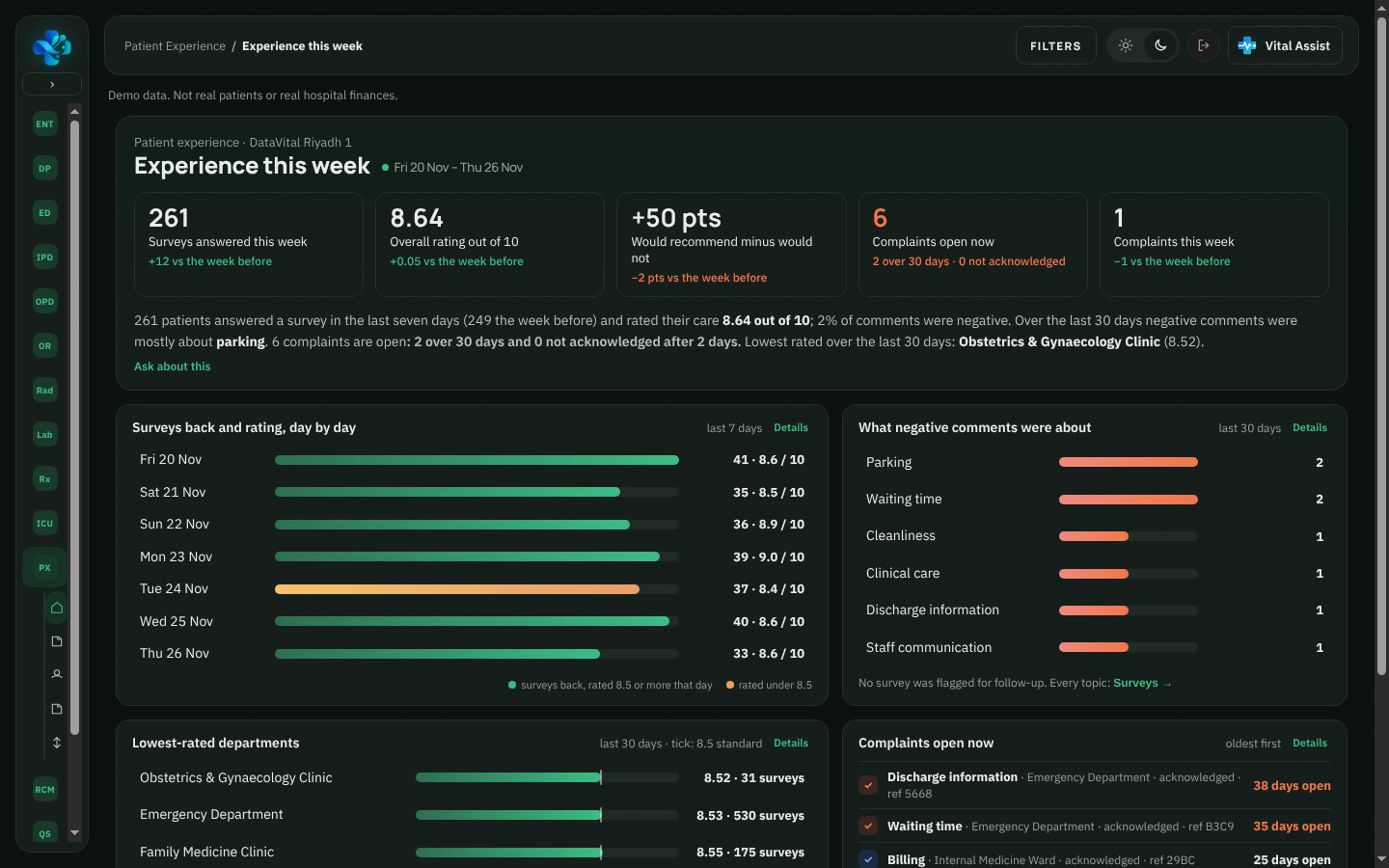 Patient Experience / Experience this week
FILTERS
Vital Assist
ENT
DP
ED
IPD
OPD
OR
Rad
Lab
Rx
ICU
PX
RCM
QS
Demo data. Not real patients or real hospital finances.
Patient experience · DataVital Riyadh 1
Experience this week
Fri 20 Nov – Thu 26 Nov
261
Surveys answered this week
+12 vs the week before
8.64
Overall rating out of 10
+0.05 vs the week before
+50 pts
Would recommend minus would
not
−2 pts vs the week before
6
Complaints open now
2 over 30 days · 0 not acknowledged
1
Complaints this week
−1 vs the week before
261 patients answered a survey in the last seven days (249 the week before) and rated their care 8.64 out of 10; 2% of comments were negative. Over the last 30 days negative comments were
mostly about parking. 6 complaints are open: 2 over 30 days and 0 not acknowledged after 2 days. Lowest rated over the last 30 days: Obstetrics & Gynaecology Clinic (8.52).
Ask about this
Surveys back and rating, day by day
last 7 days Details
Fri 20 Nov 41 · 8.6 / 10
Sat 21 Nov 35 · 8.5 / 10
Sun 22 Nov 36 · 8.9 / 10
Mon 23 Nov 39 · 9.0 / 10
Tue 24 Nov 37 · 8.4 / 10
Wed 25 Nov 40 · 8.6 / 10
Thu 26 Nov 33 · 8.6 / 10
surveys back, rated 8.5 or more that day
rated under 8.5
What negative comments were about
last 30 days Details
Parking 2
Waiting time 2
Cleanliness 1
Clinical care 1
Discharge information 1
Staff communication 1
No survey was flagged for follow-up. Every topic: Surveys →
Lowest-rated departments
last 30 days · tick: 8.5 standard Details
Obstetrics & Gynaecology Clinic 8.52 · 31 surveys
Emergency Department 8.53 · 530 surveys
Family Medicine Clinic 8.55 · 175 surveys
Complaints open now
oldest first Details
Discharge information · Emergency Department · acknowledged ·
ref 5668
38 days open
Waiting time · Emergency Department · acknowledged · ref B3C9
35 days open
Billing · Internal Medicine Ward · acknowledged · ref 29BC
25 days open